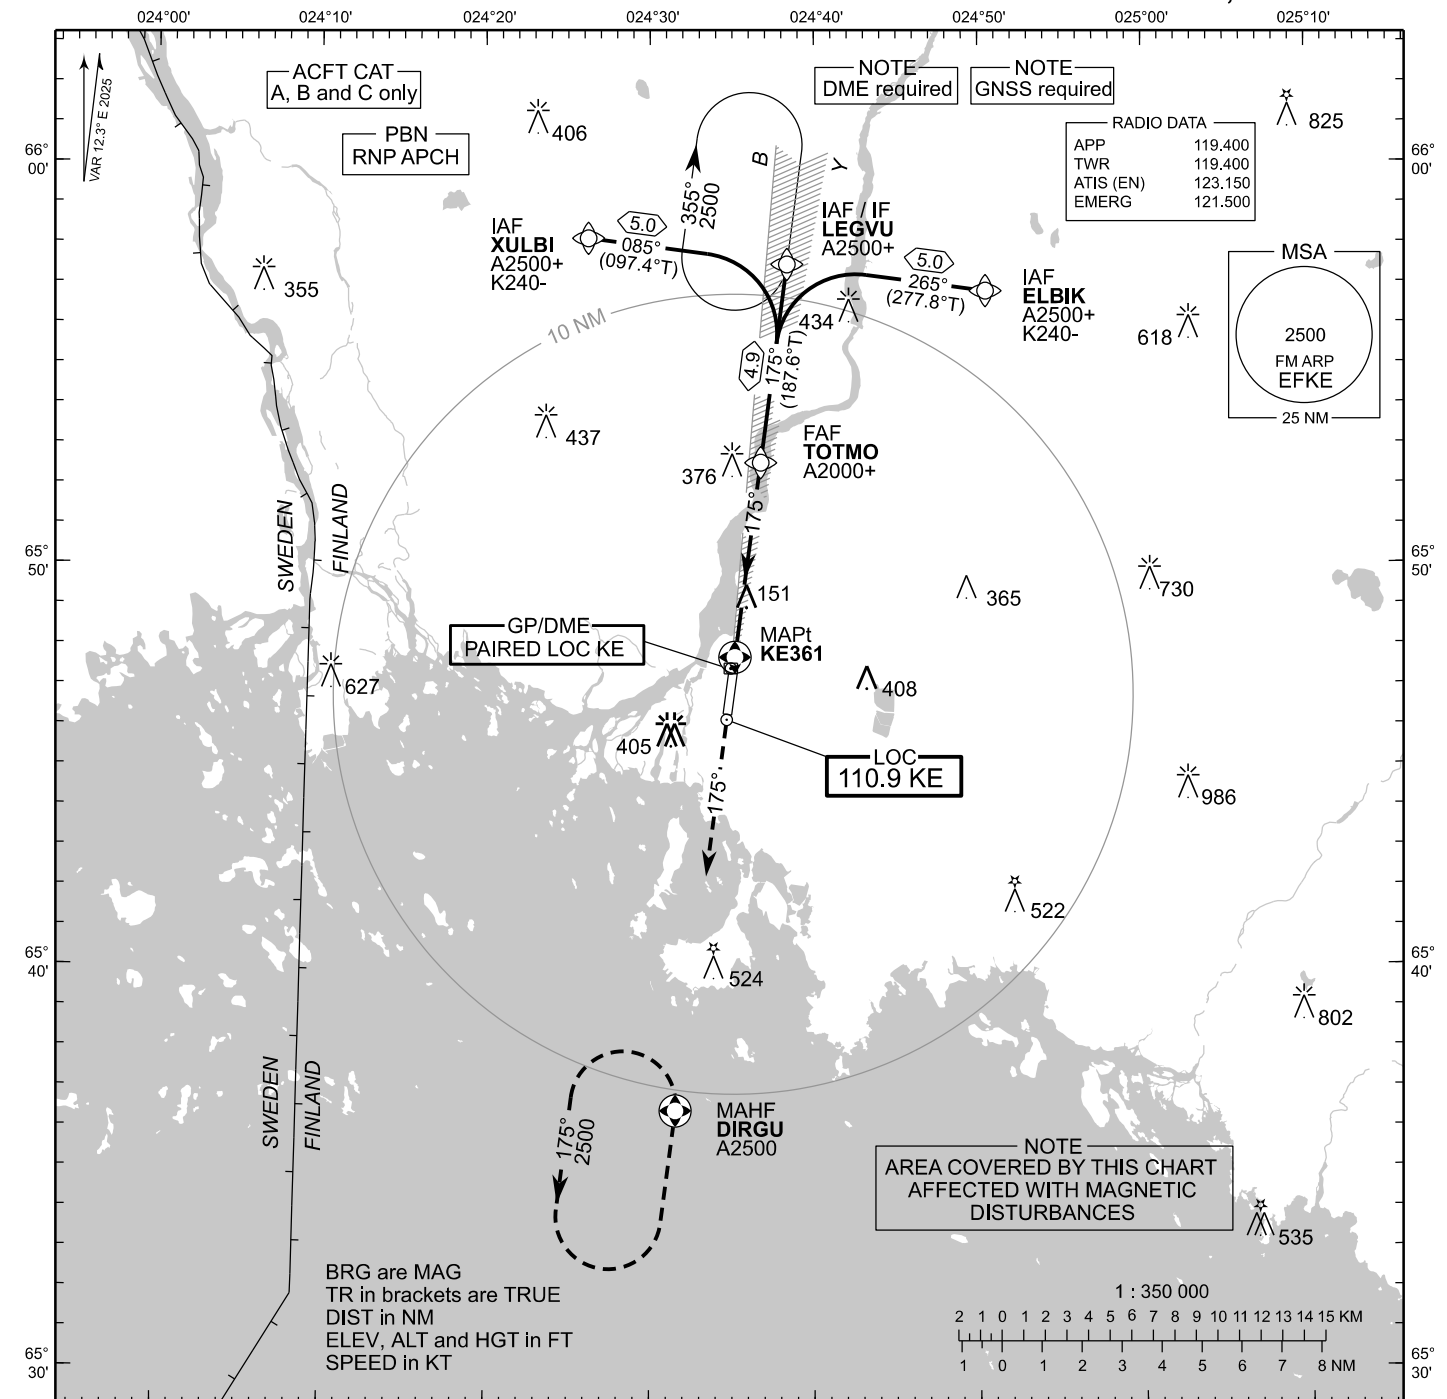 024°00' 024°10' 024°20' 024°30' 024°40' 024°50' 025°00' 025°10'
VAR 12.3° E 2025
ACFT CAT
A, B and C only
PBN
RNP APCH
NOTE
DME required
NOTE
GNSS required
RADIO DATA
APP 119.400
TWR 119.400
ATIS (EN) 123.150
EMERG 121.500
406
825
66°
00'
66°
00'
B
Y
355°
2500
IAF
XULBI
A2500+
K240-
5.0
085°
(097.4°T)
IAF / IF
LEGVU
A2500+
5.0
265°
(277.8°T)
IAF
ELBIK
A2500+
K240-
MSA
2500
FM ARP
EFKE
25 NM
355
434
618
10 NM
4.9
175°
(187.6°T)
437
376
FAF
TOTMO
A2000+
175°
SWEDEN
FINLAND
65°
50'
65°
50'
151
365
730
GP/DME
PAIRED LOC KE
MAPt
KE361
627
408
405
LOC
110.9 KE
175°
986
522
524
65°
40'
65°
40'
802
SWEDEN
FINLAND
175°
2500
MAHF
DIRGU
A2500
NOTE
AREA COVERED BY THIS CHART
AFFECTED WITH MAGNETIC
DISTURBANCES
535
BRG are MAG
TR in brackets are TRUE
DIST in NM
ELEV, ALT and HGT in FT
SPEED in KT
1 : 350 000
2 1 0 1 2 3 4 5 6 7 8 9 10 11 12 13 14 15 KM
1 0 1 2 3 4 5 6 7 8 NM
65°
30'
65°
30'